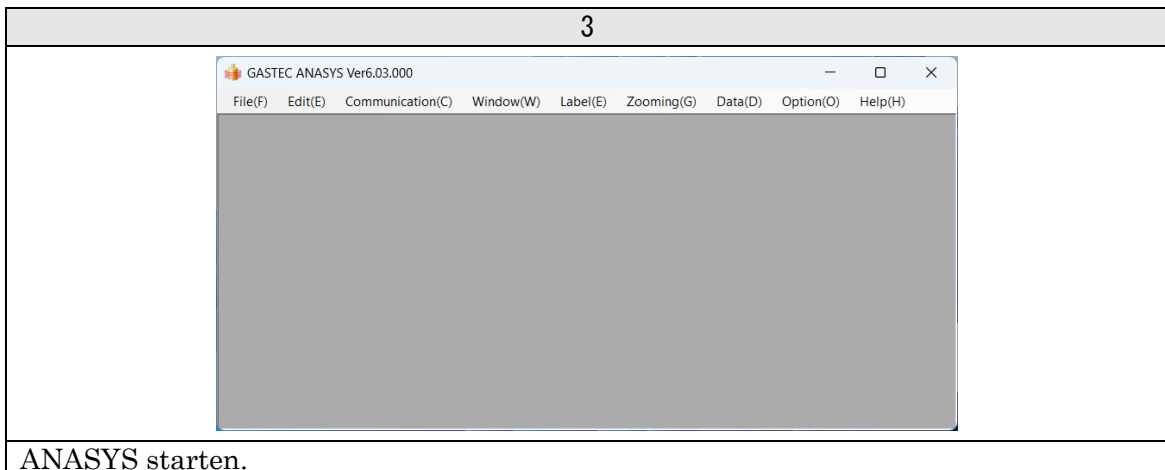 3
GASTEC ANASYS Ver6.03.000
File(F) Edit(E) Communication(C) Window(W) Label(E) Zooming(G) Data(D) Option(O) Help(H)
ANASYS starten.